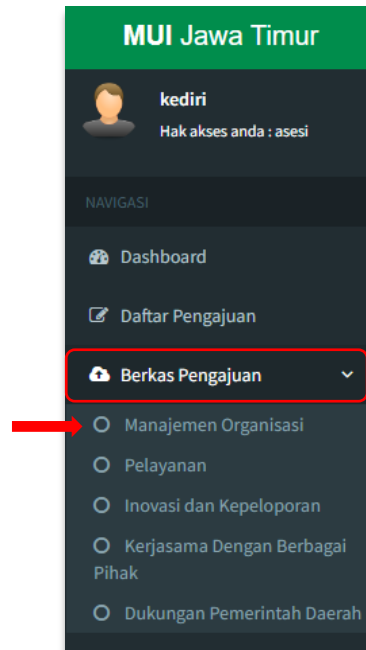 MUI Jawa Timur
kediri
Hak akses anda : asesi
NAVIGASI
Dashboard
Daftar Pengajuan
Berkas Pengajuan
Manajemen Organisasi
Pelayanan
Inovasi dan Kepeloporan
Kerjasama Dengan Berbagai
Pihak
Dukungan Pemerintah Daerah